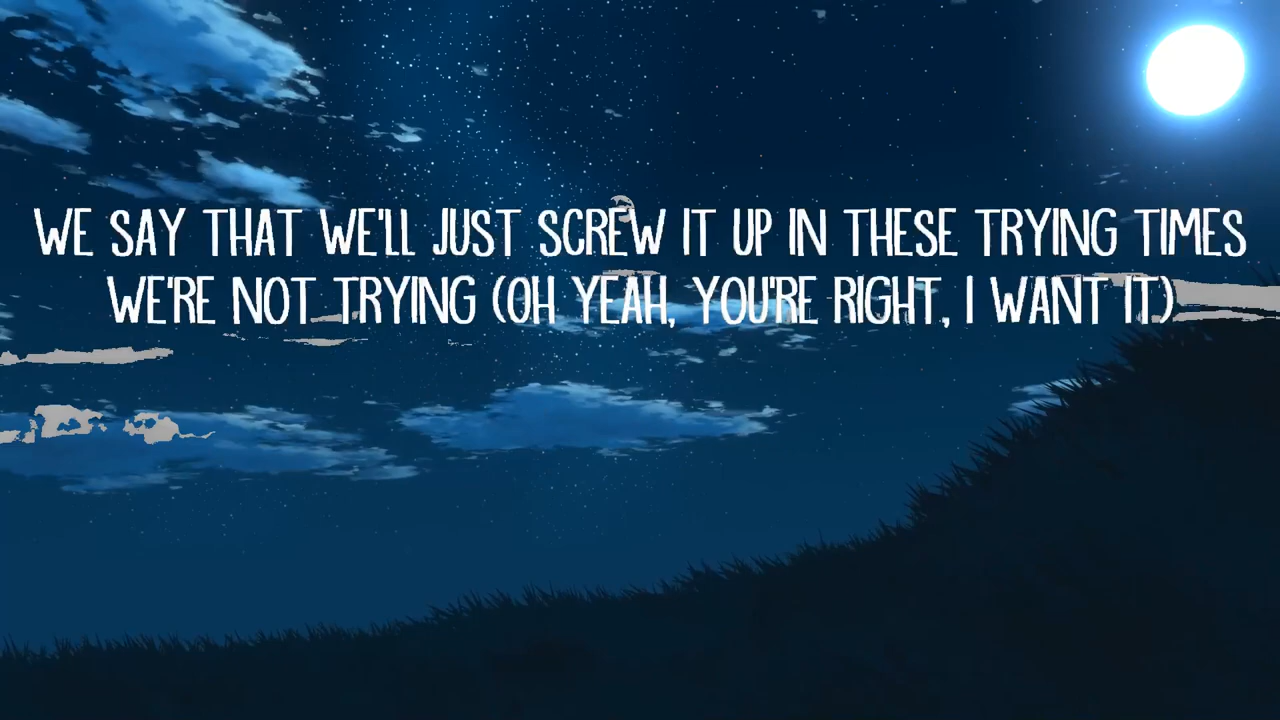 WE SAY THAT WE'LL JUST SCREW IT UP IN THESE TRYING TIMES
WE'RE NOT TRYING (OH YEAH, YOU'RE RIGHT, I WANT IT)